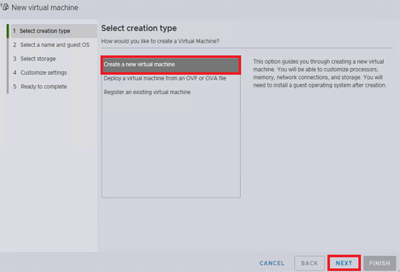 New virtual machine
1 Select creation type
2 Select a name and guest OS
3 Select storage
4 Customize settings
5 Ready to complete
Select creation type
How would you like to create a Virtual Machine?
Create a new virtual machine
Deploy a virtual machine from an OVF or OVA file
Register an existing virtual machine
This option guides you through creating a new virtual
machine. You will be able to customize processors,
memory, network connections, and storage. You will
need to install a guest operating system after creation.
CANCEL
BACK
NEXT
FINISH